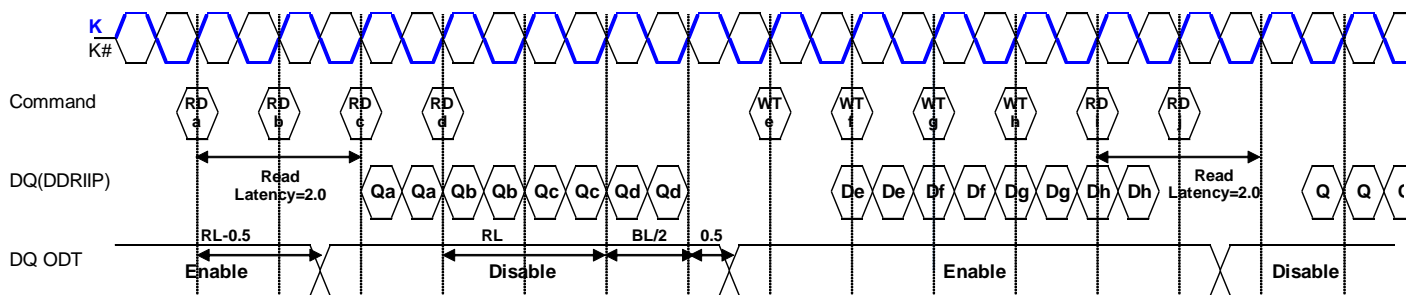 K
K#
Command
RD a
RD b
RD c
RD d
WT e
WT f
WT g
WT h
RD
RD
Read
Latency=2.0
Read
Latency=2.0
DQ(DDRIIP)
Qa Qa Qb Qb Qc Qc Qd Qd
De De Df Df Dg Dg Dh Dh
Q Q
DQ ODT
RL-0.5
RL
BL/2
0.5
Enable
Disable
Enable
Disable